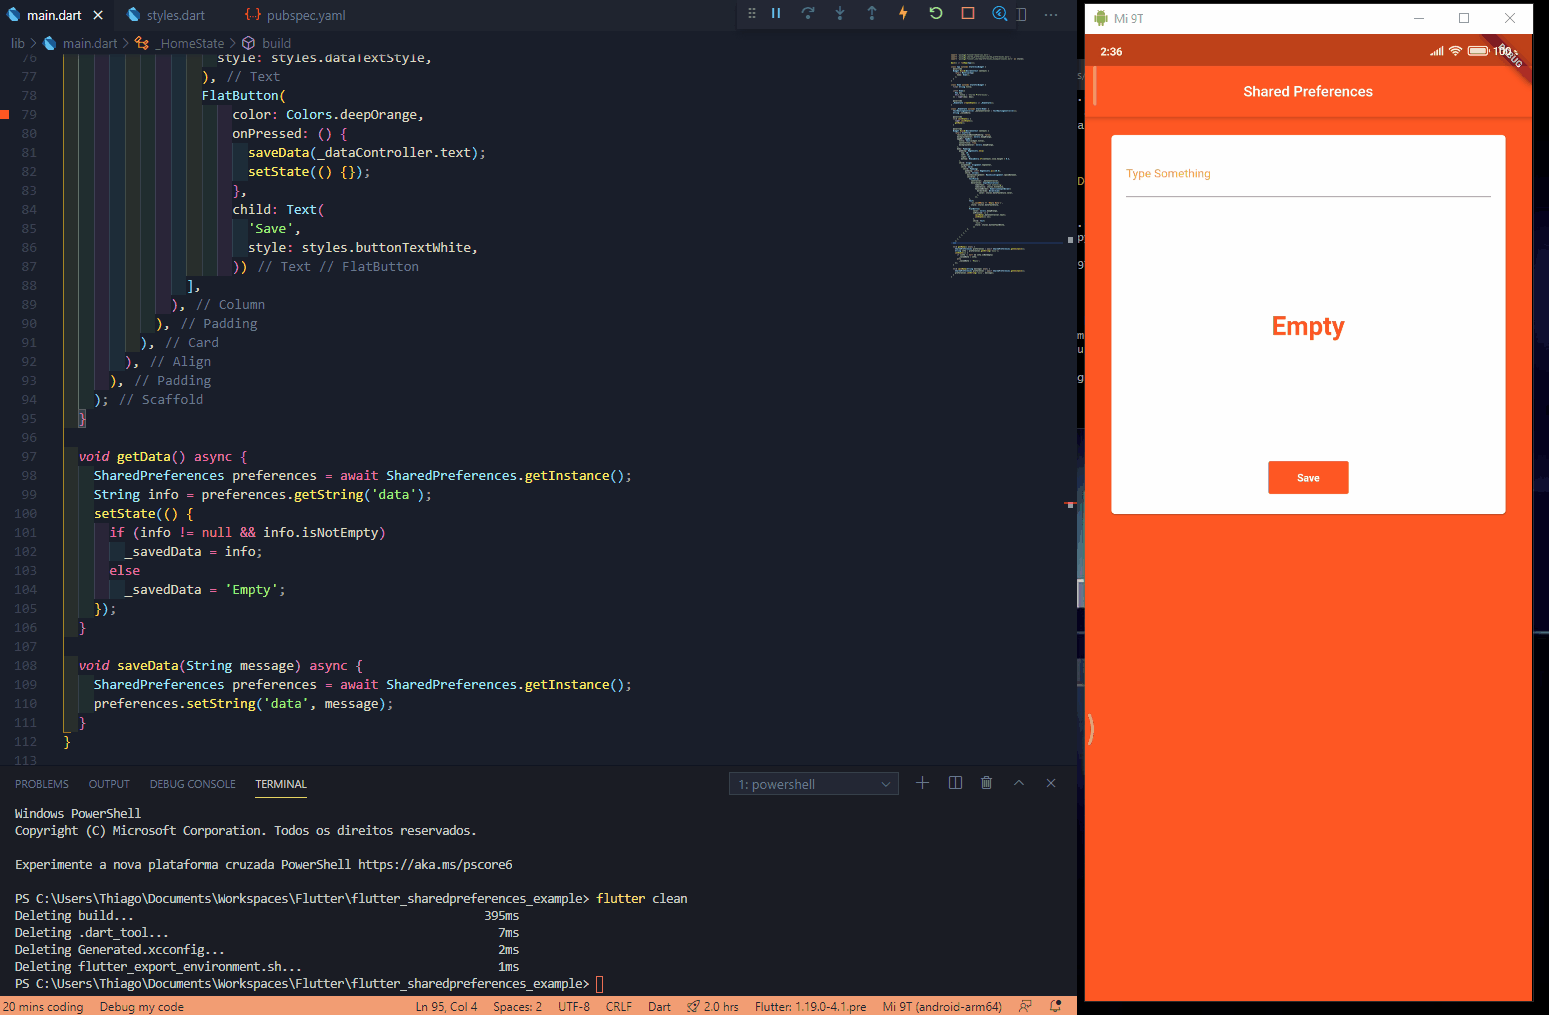 main.dart
styles.dart
{..} pubspec.yaml
lib > main.dart > _HomeState > build
76 style: styles.dataTextStyle,
77 ), // Text
78 FlatButton(
79 color: Colors.deepOrange,
80 onPressed: () {
81 saveData(_dataController.text);
82 setState(() {});
83 },
84 child: Text(
85 'Save',
86 style: styles.buttonTextWhite,
87 )) // Text // FlatButton
88 ],
89 ), // Column
90 ), // Padding
91 ), // Card
92 ), // Align
93 ), // Padding
94 ); // Scaffold
95 }
96
97 void getData() async {
98 SharedPreferences preferences = await SharedPreferences.getInstance();
99 String info = preferences.getString('data');
100 setState(() {
101 if (info != null && info.isNotEmpty)
102 _savedData = info;
103 else
104 _savedData = 'Empty';
105 });
106 }
107
108 void saveData(String message) async {
109 SharedPreferences preferences = await SharedPreferences.getInstance();
110 preferences.setString('data', message);
111 }
112 }
113
PROBLEMS OUTPUT DEBUG CONSOLE TERMINAL
1: powershell
Windows PowerShell
Copyright (C) Microsoft Corporation. Todos os direitos reservados.
Experimente a nova plataforma cruzada PowerShell https://aka.ms/pscore6
PS C:\Users\Thiago\Documents\Workspaces\Flutter\flutter_sharedpreferences_example> flutter clean
Deleting build... 395ms
Deleting .dart_tool... 7ms
Deleting Generated.xcconfig... 2ms
Deleting flutter_export_environment.sh... 1ms
PS C:\Users\Thiago\Documents\Workspaces\Flutter\flutter_sharedpreferences_example>
20 mins coding Debug my code Ln 95, Col 4 Spaces: 2 UTF-8 CRLF Dart 2.0 hrs Flutter: 1.19.0-4.1.pre Mi 9T (android-arm64)
Mi 9T
2:36
Shared Preferences
Type Something
Empty
Save